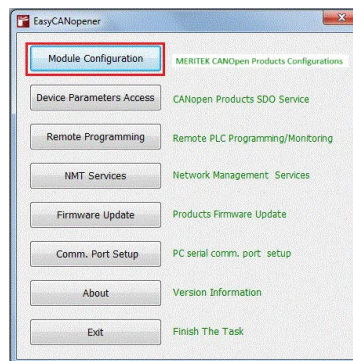 EasyCANopener
Module Configuration MERITEK CANOpen Products Configurations
Device Parameters Access CANopen Products SDO Service
Remote Programming Remote PLC Programming/Monitoring
NMT Services Network Management Services
Firmware Update Products Firmware Update
Comm. Port Setup PC serial comm. port setup
About Version Information
Exit Finish The Task